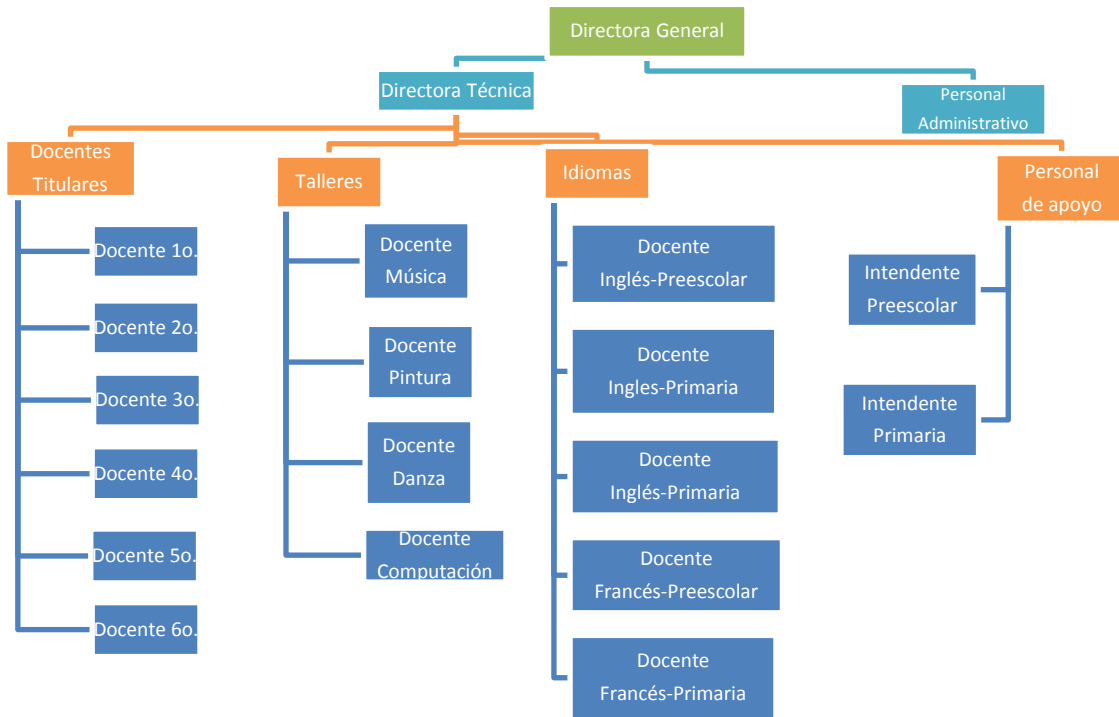 Directora General
Directora Técnica
Personal
Administrativo
Docentes
Titulares
Talleres
Idiomas
Personal
de apoyo
Docente 1o.
Docente 2o.
Docente 3o.
Docente 4o.
Docente 5o.
Docente 6o.
Docente
Música
Docente
Pintura
Docente
Danza
Docente
Computación
Docente
Inglés-Preescolar
Docente
Ingles-Primaria
Docente
Inglés-Primaria
Docente
Francés-Preescolar
Docente
Francés-Primaria
Intendente
Preescolar
Intendente
Primaria